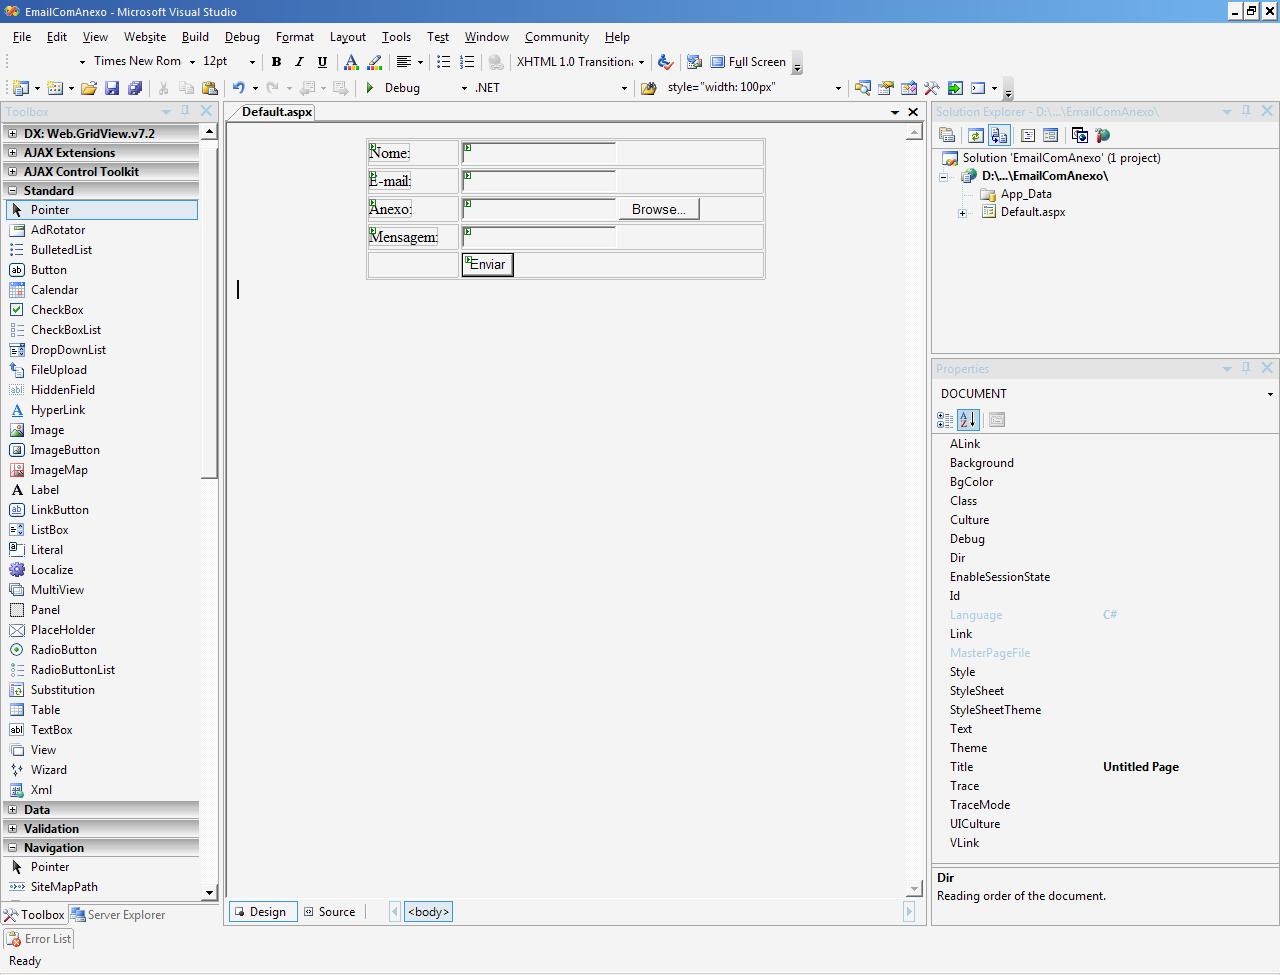 EmailComAnexo - Microsoft Visual Studio
File Edit View Website Build Debug Format Layout Tools Test Window Community Help
Times New Rom 12pt B I U A XHTML 1.0 Transition Full Screen
Debug .NET style="width: 100px"
Toolbox
DX: Web.GridView.v7.2
AJAX Extensions
AJAX Control Toolkit
Standard
Pointer
AdRotator
BulletedList
Button
Calendar
CheckBox
CheckBoxList
DropDownList
FileUpload
HiddenField
HyperLink
Image
ImageButton
ImageMap
Label
LinkButton
ListBox
Literal
Localize
MultiView
Panel
PlaceHolder
RadioButton
RadioButtonList
Substitution
Table
TextBox
View
Wizard
Xml
Data
Validation
Navigation
Pointer
SiteMapPath
Toolbox Server Explorer
Error List
Ready
Default.aspx
Nome:
E-mail:
Anexo: Browse...
Mensagem:
Enviar
Design Source <body>
Solution Explorer - D:\...\EmailComAnexo\
Solution 'EmailComAnexo' (1 project)
D:\...\EmailComAnexo\
App_Data
Default.aspx
Properties
DOCUMENT
ALink
Background
BgColor
Class
Culture
Debug
Dir
EnableSessionState
Id
Language C#
Link
MasterPageFile
Style
StyleSheet
StyleSheetTheme
Text
Theme
Title Untitled Page
Trace
TraceMode
UICulture
VLink
Dir
Reading order of the document.